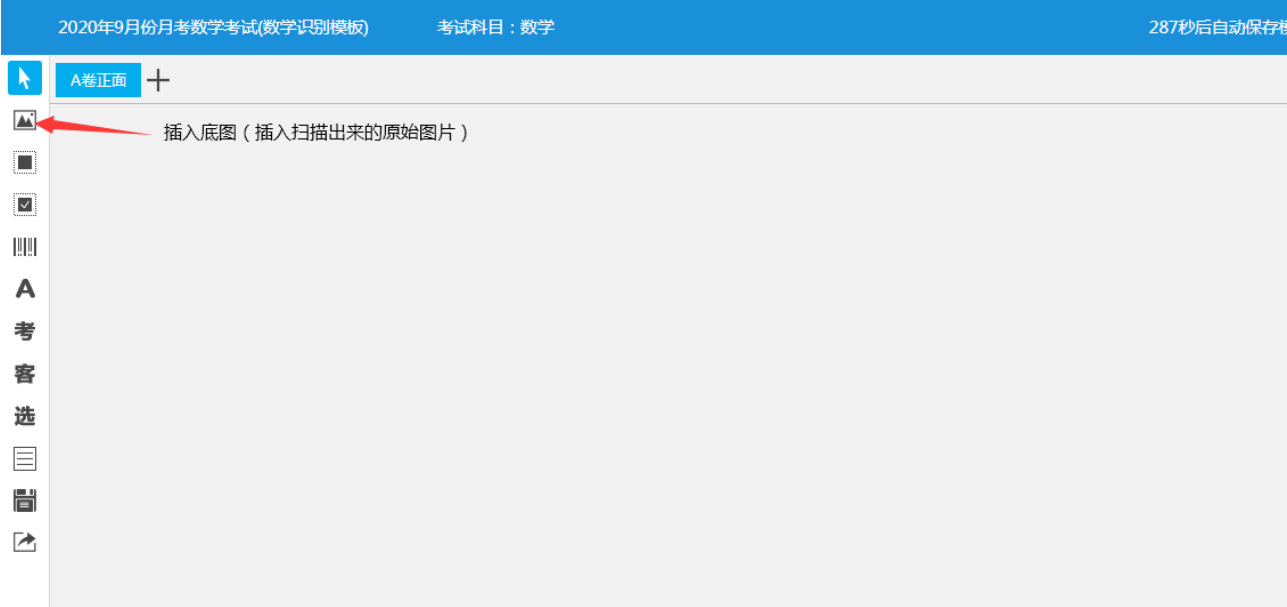 2020年9月份月考数学考试(数学识别模板)
考试科目：数学
287秒后自动保存模
A卷正面
插入底图（插入扫描出来的原始图片）
A
考
客
选